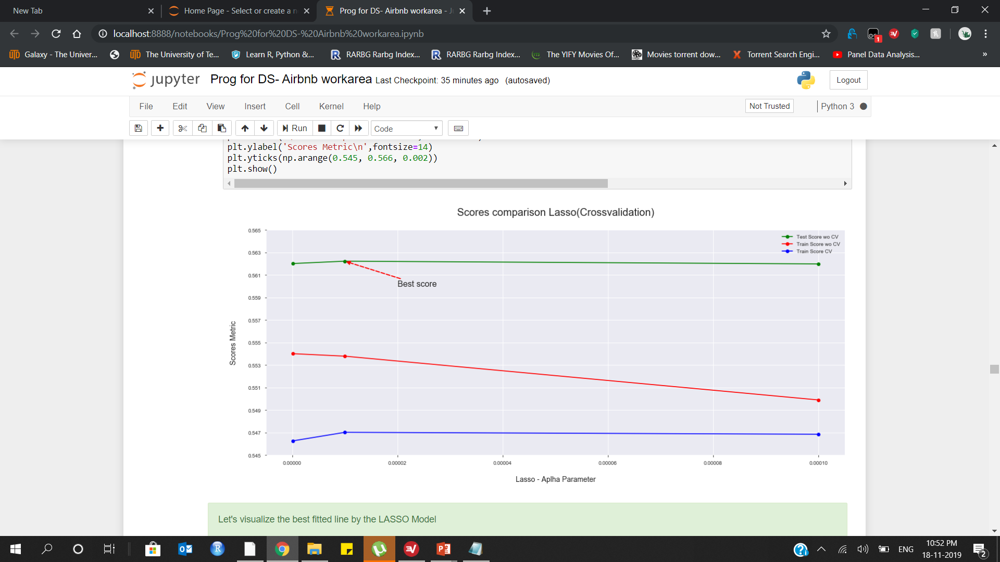 New Tab
Home Page - Select or create a n
Prog for DS- Airbnb workarea - J
localhost:8888/notebooks/Prog%20for%20DS-%20Airbnb%20workarea.ipynb
1
Galaxy - The Univer...
The University of Te...
Learn R, Python &...
RARBG Rarbg Index...
RARBG Rarbg Index...
The YIFY Movies Of...
Movies torrent dow...
Torrent Search Engi...
Panel Data Analysis...
»
jupyter Prog for DS- Airbnb workarea Last Checkpoint: 35 minutes ago (autosaved)
Logout
File Edit View Insert Cell Kernel Help
Not Trusted
Python 3
Run
Code
plt.ylabel('Scores Metric\n',fontsize=14)
plt.yticks(np.arange(0.545, 0.566, 0.002))
plt.show()
Scores comparison Lasso(Crossvalidation)
0.565
0.563
0.561
0.559
0.557
0.555
0.553
0.551
0.549
0.547
0.545
Scores Metric
Test Score wo CV
Train Score wo CV
Train Score CV
Best score
0.00000 0.00002 0.00004 0.00006 0.00008 0.00010
Lasso - Aplha Parameter
Let's visualize the best fitted line by the LASSO Model
ENG
10:52 PM
18-11-2019
2